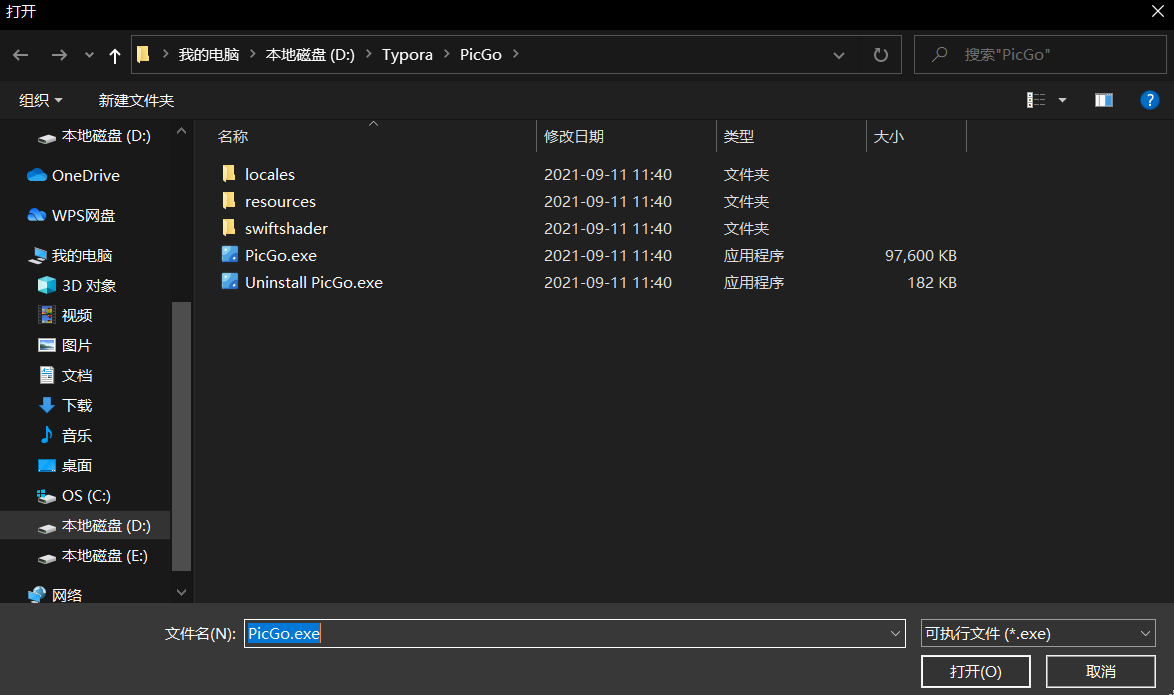 打开
我的电脑 本地磁盘 (D:) Typora PicGo 搜索"PicGo"
组织 新建文件夹
本地磁盘 (D:)
OneDrive
WPS网盘
我的电脑
3D 对象
视频
图片
文档
下载
音乐
桌面
OS (C:)
本地磁盘 (D:)
本地磁盘 (E:)
网络
名称 修改日期 类型 大小
locales 2021-09-11 11:40 文件夹
resources 2021-09-11 11:40 文件夹
swiftshader 2021-09-11 11:40 文件夹
PicGo.exe 2021-09-11 11:40 应用程序 97,600 KB
Uninstall PicGo.exe 2021-09-11 11:40 应用程序 182 KB
文件名(N): PicGo.exe 可执行文件 (*.exe)
打开(O) 取消